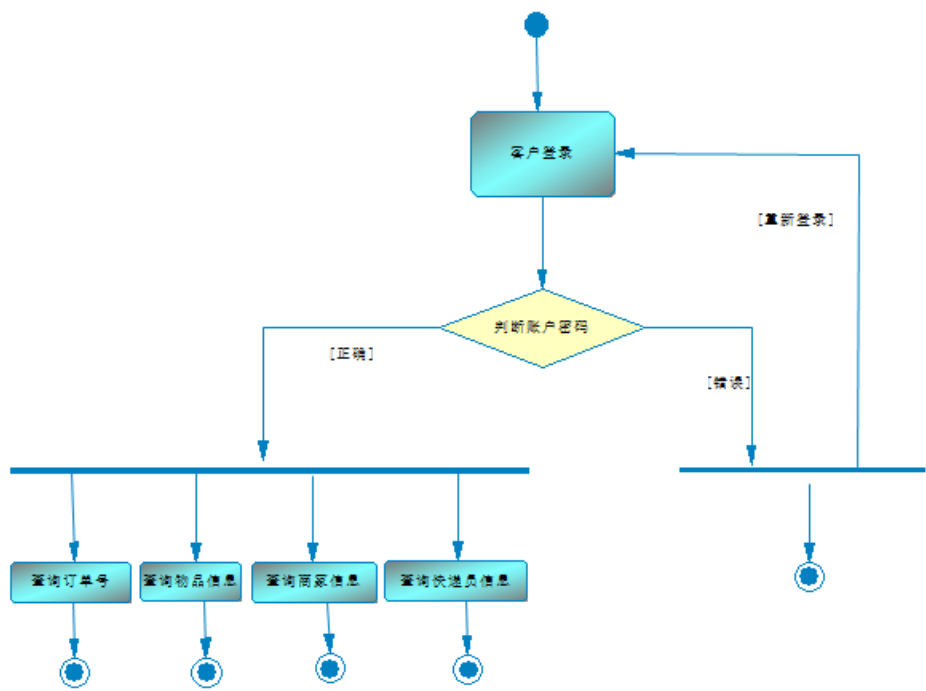 客户登录
[重新登录]
判断账户密码
[正确]
[错误]
查询订单号
查询物品信息
查询商家信息
查询快递员信息